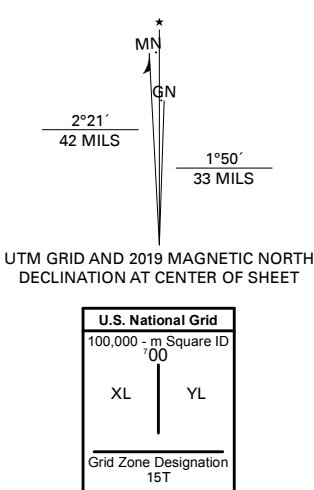 ★
MN
GN
2°21´
42 MILS
1°50´
33 MILS
UTM GRID AND 2019 MAGNETIC NORTH
DECLINATION AT CENTER OF SHEET
U.S. National Grid
100,000 - m Square ID
⁷00
XL YL
Grid Zone Designation
15T